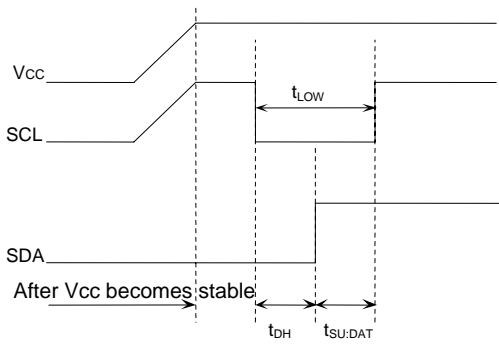 Vcc
tLOW
SCL
SDA
After Vcc becomes stable
tDH
tSU:DAT